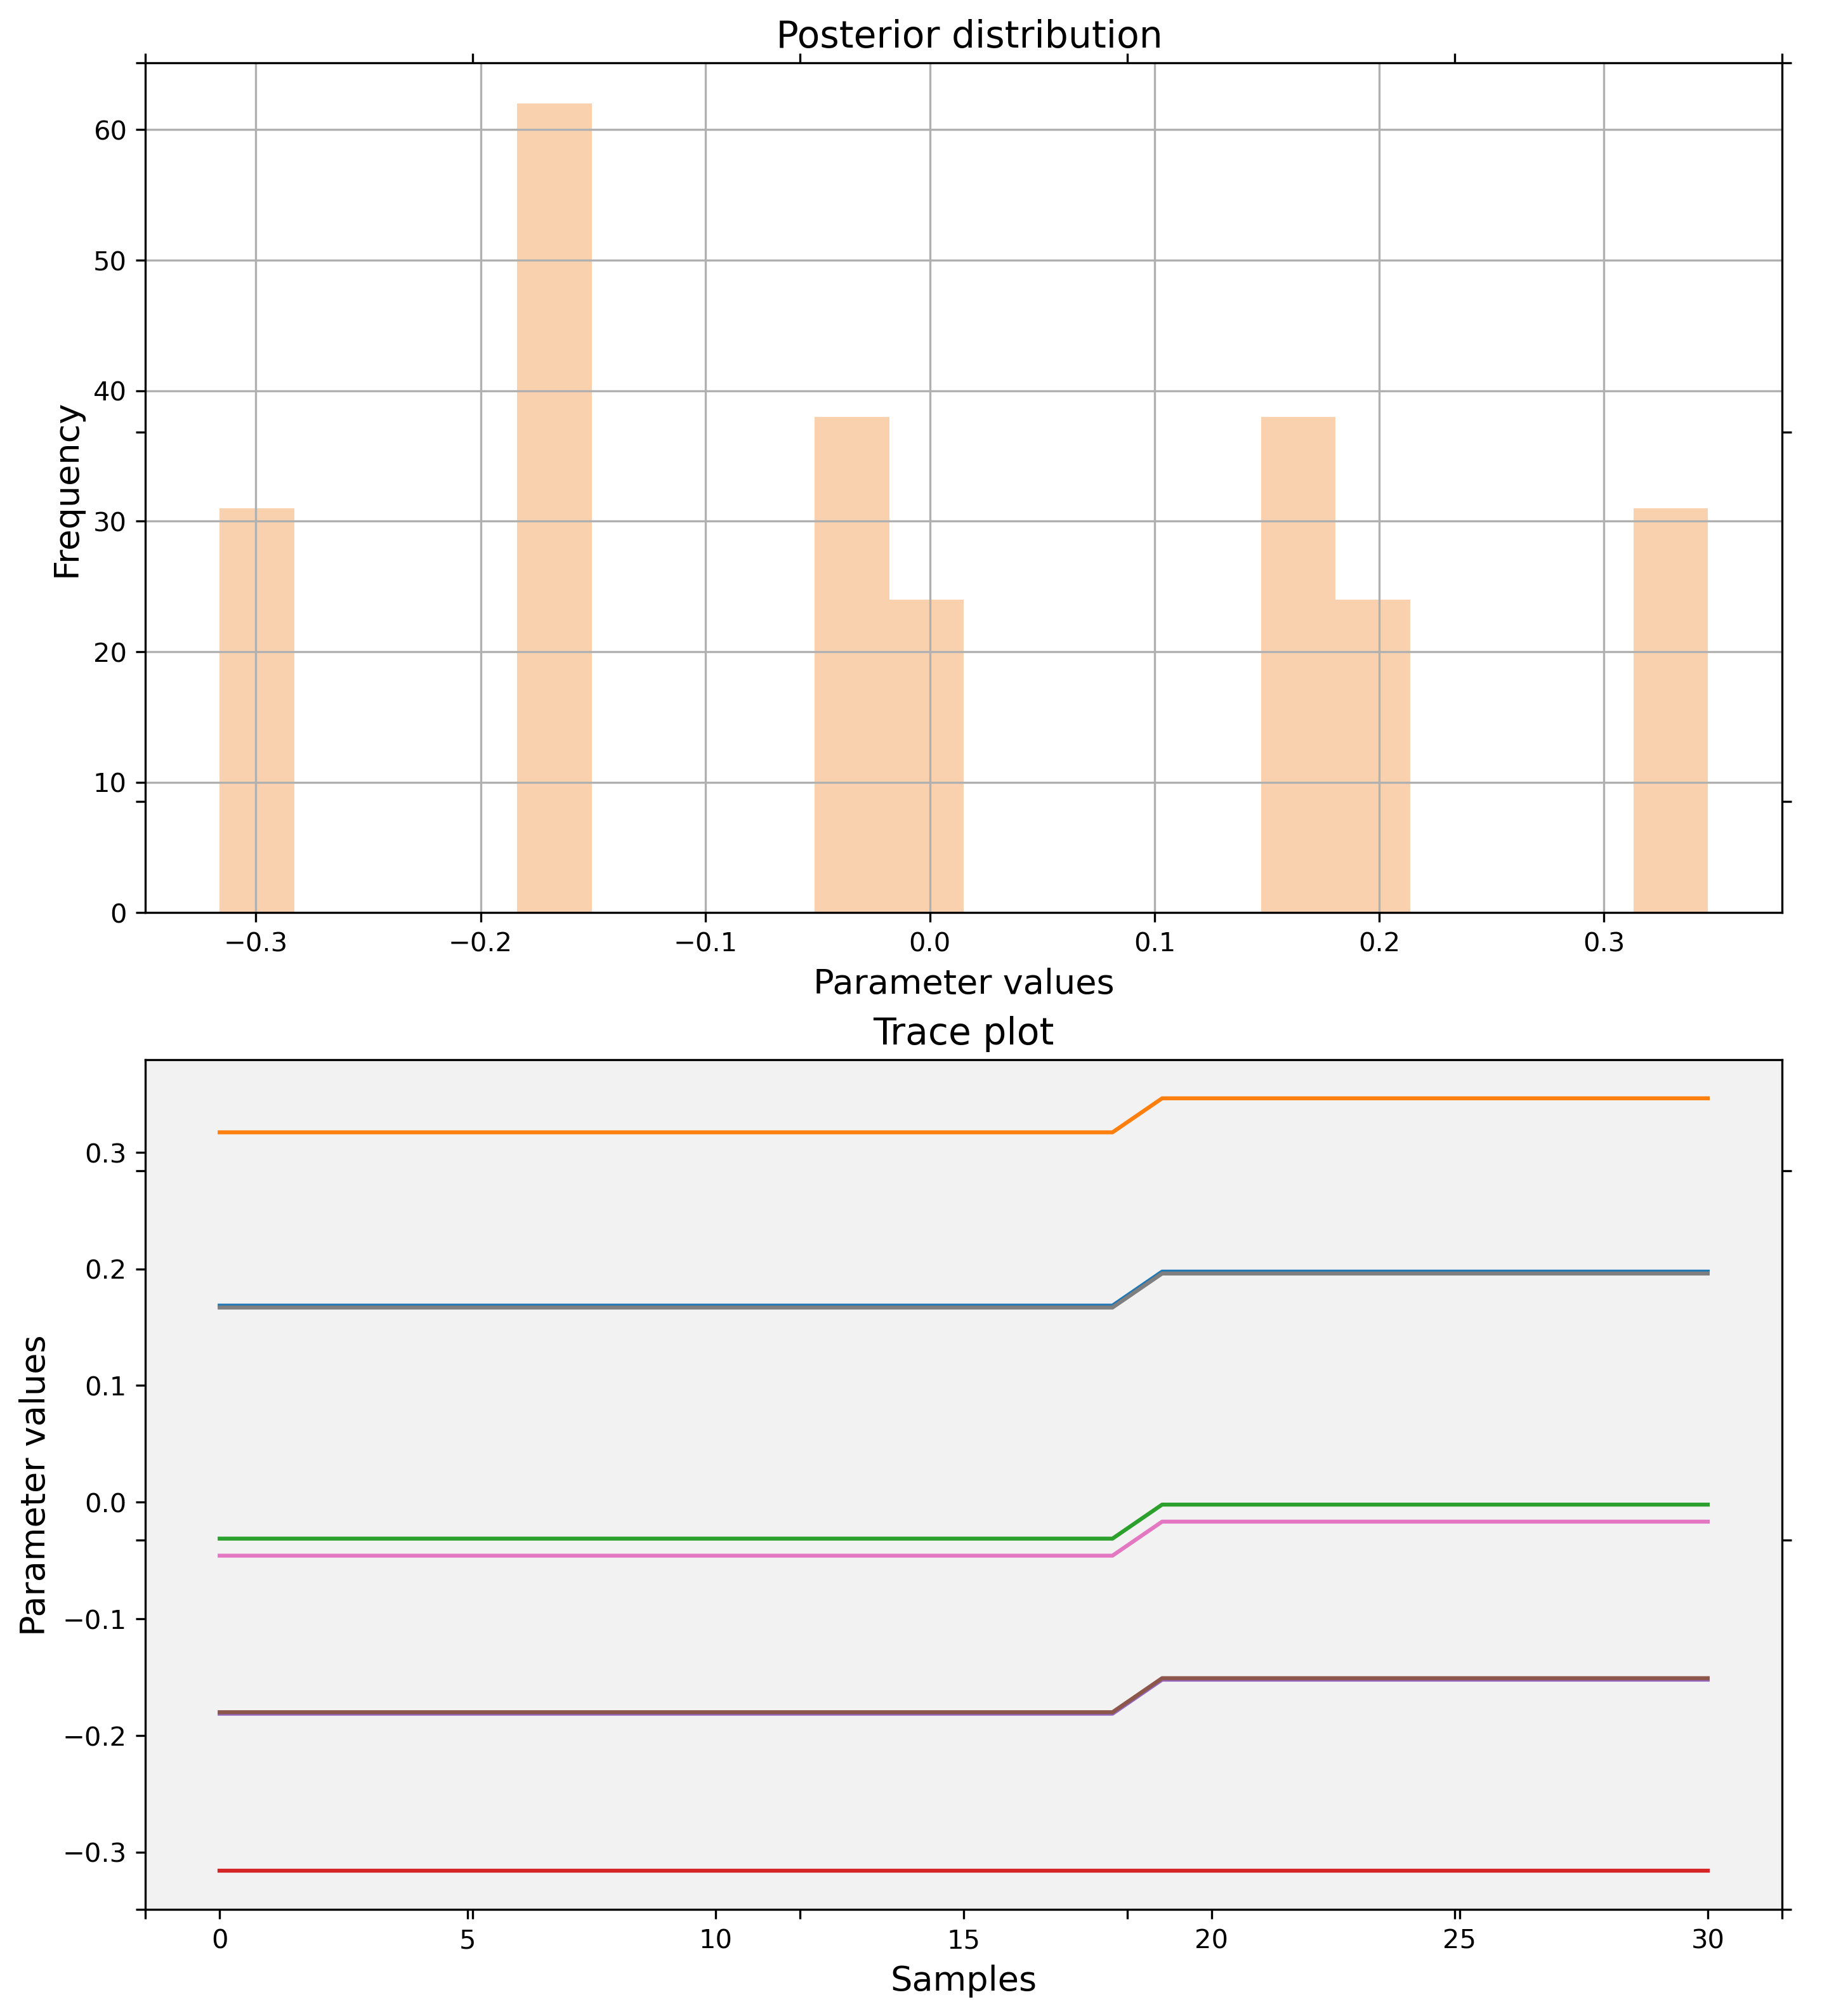 Posterior distribution
60
50
40
30
20
10
0
Frequency
−0.3 −0.2 −0.1 0.0 0.1 0.2 0.3
Parameter values
Trace plot
0.3
0.2
0.1
0.0
−0.1
−0.2
−0.3
Parameter values
0 5 10 15 20 25 30
Samples